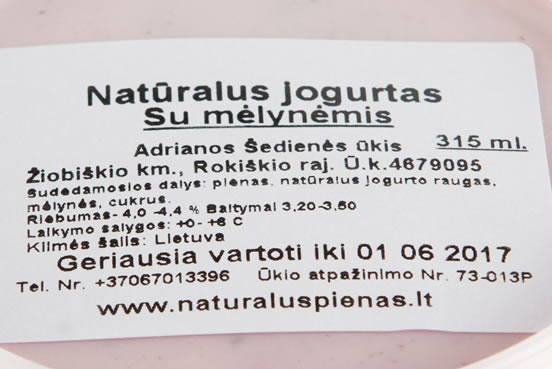 Natūralus jogurtas
Su mėlynėmis
Adrianos Šedienės ūkis 315 ml.
Žiobiškio km., Rokiškio raj. Ū.k.4679095
Sudedamosios dalys: pienas, natūralus jogurto raugas,
mėlynės, cukrus.
Riebumas- 4,0 -4,4 % Baltymai 3,20-3,60
Laikymo sąlygos: +0- +6 C
Kilmės šalis: Lietuva
Geriausia vartoti iki 01 06 2017
Tel. Nr. +37067013396 Ūkio atpažinimo Nr. 73-013P
www.naturaluspienas.lt